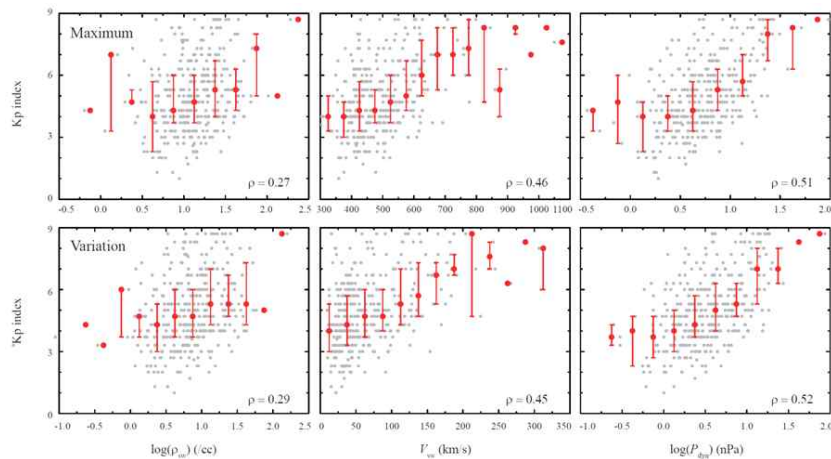 Maximum
Kp index
9
6
3
0
ρ = 0.27
ρ = 0.46
ρ = 0.51
-0.5 0.0 0.5 1.0 1.5 2.0 2.5
300 400 500 600 700 800 900 1000 1100
-0.5 0.0 0.5 1.0 1.5 2.0
Variation
Kp index
9
6
3
0
ρ = 0.29
ρ = 0.45
ρ = 0.52
-1.0 -0.5 0.0 0.5 1.0 1.5 2.0 2.5
0 50 100 150 200 250 300 350
-1.0 -0.5 0.0 0.5 1.0 1.5 2.0
log(ρsw) (/cc)
Vsw (km/s)
log(Pdyn) (nPa)